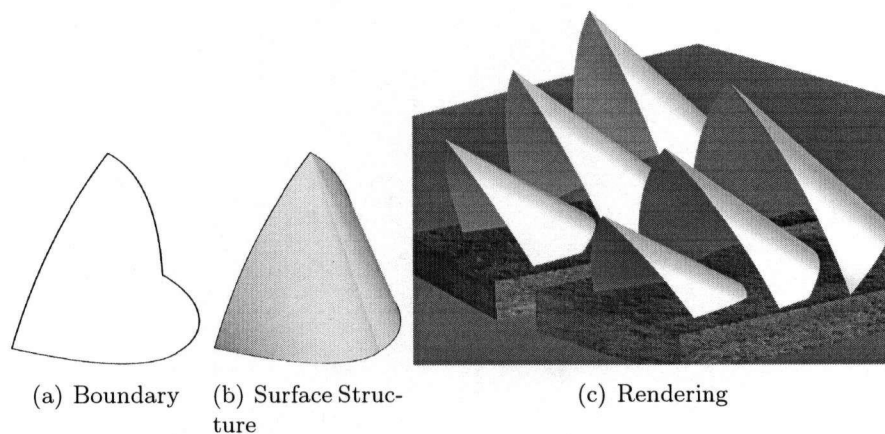 (a) Boundary
(b) Surface Struc-
ture
(c) Rendering